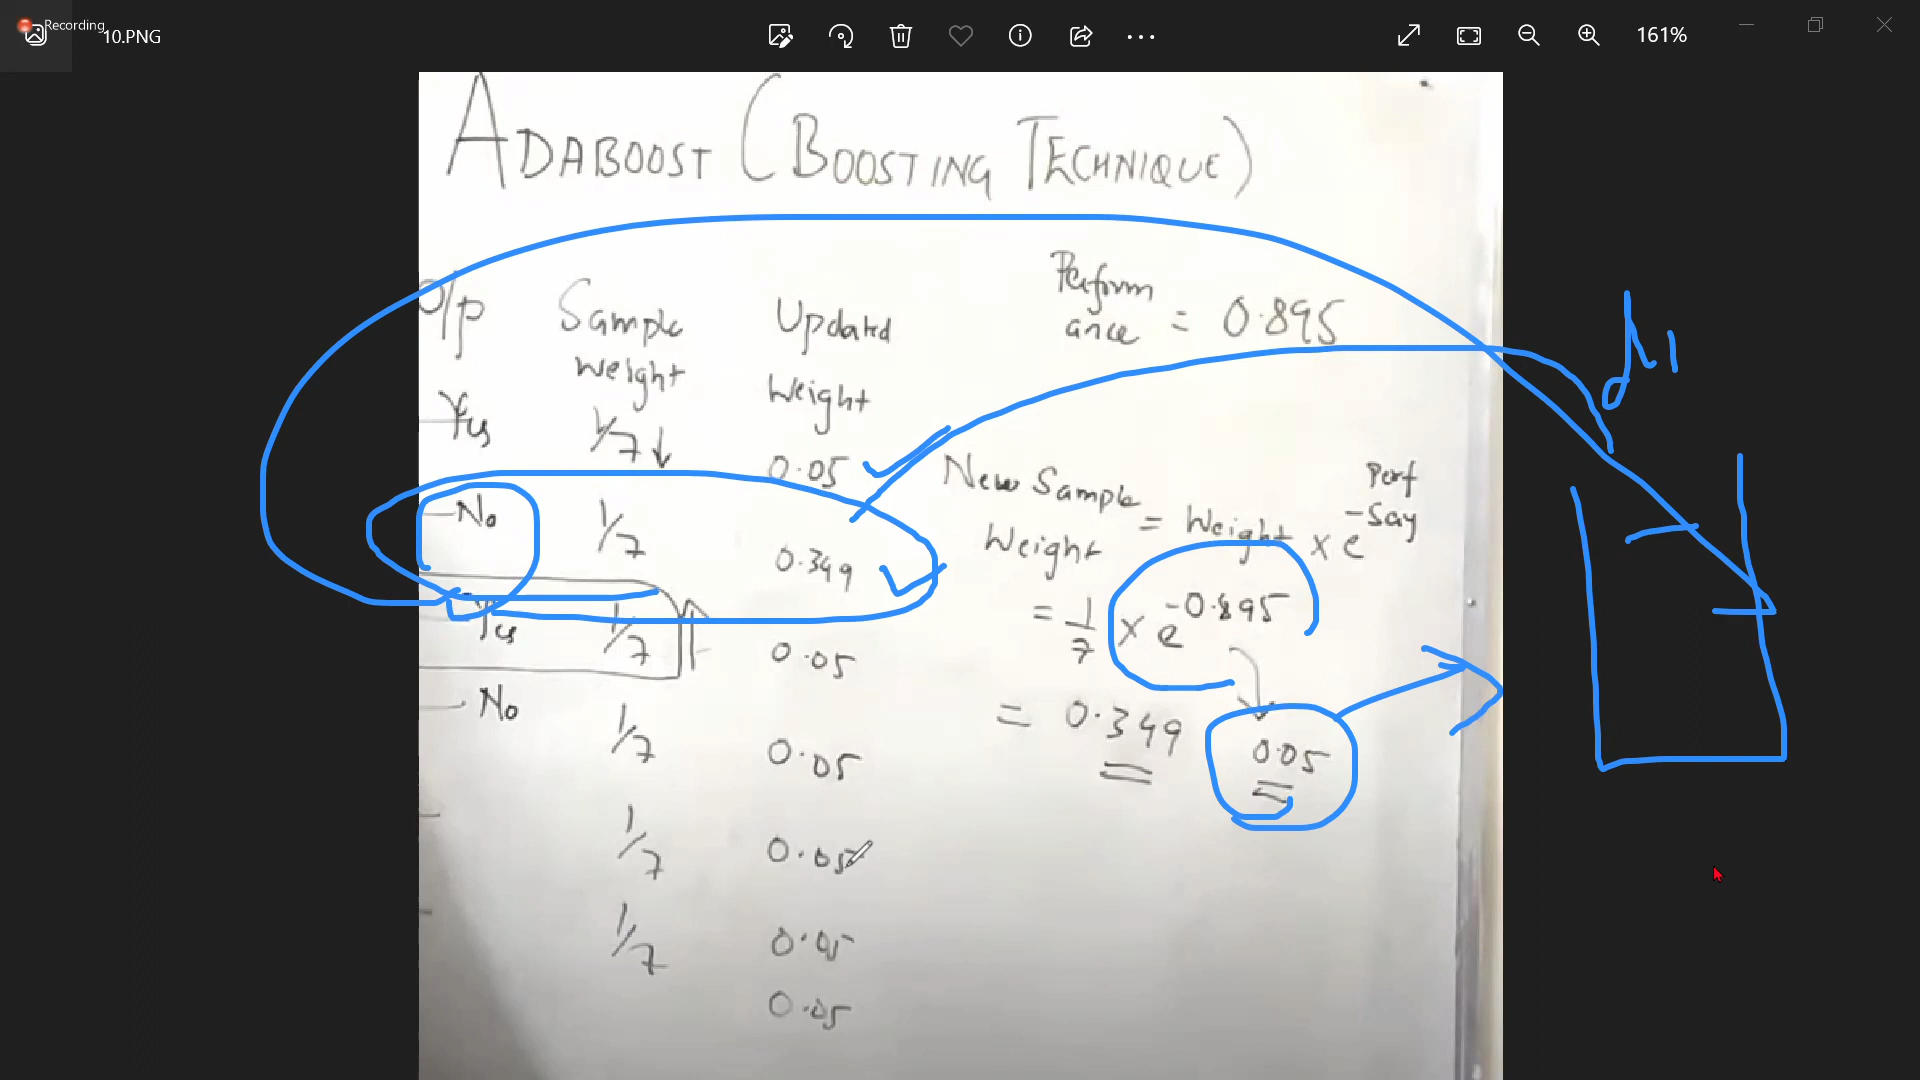 Recording
10.PNG
161%
ADABOOST (BOOSTING TECHNIQUE)
O/p Sample Weight Updated Weight
Performance = 0.895
Yes 1/7 ↓ 0.05
No 1/7 0.349
Yes 1/7 ↑ 0.05
No 1/7 0.05
1/7 0.05
1/7 0.05
0.05
New Sample Weight = Weight x e^-Perf Say
= 1/7 x e^-0.895
= 0.349 0.05
d1